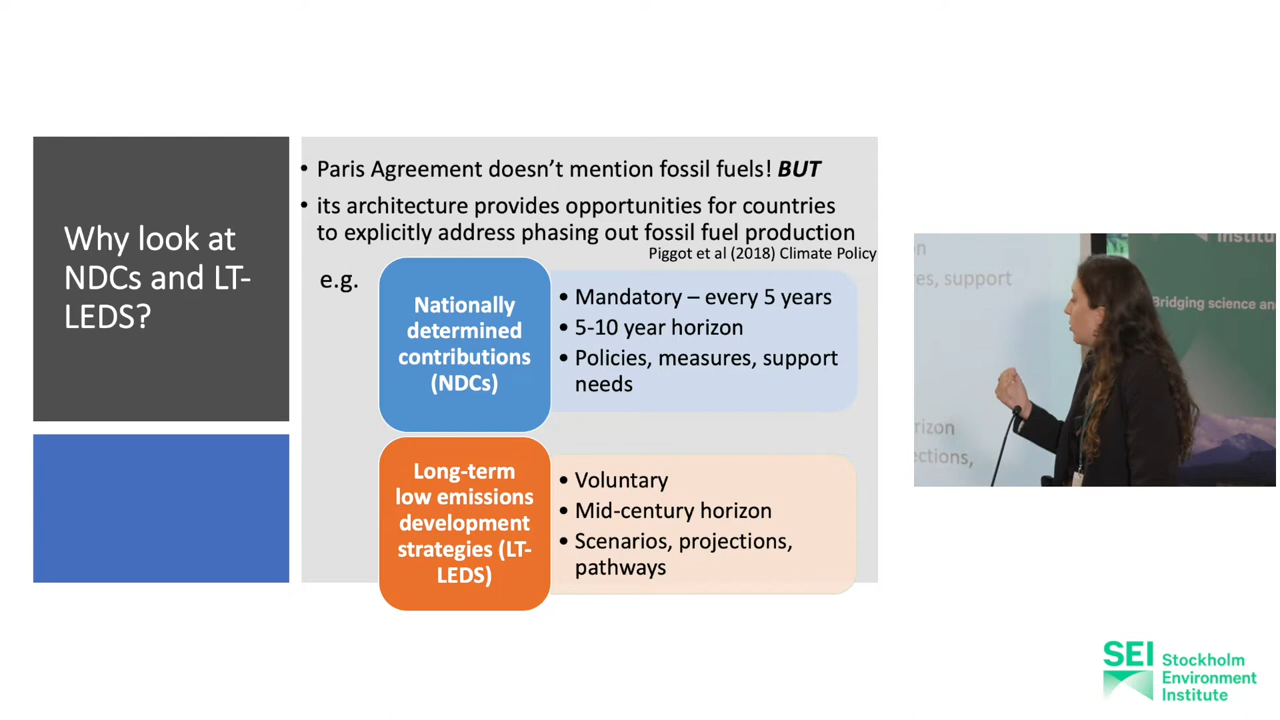 Why look at
NDCs and LT-
LEDS?
• Paris Agreement doesn’t mention fossil fuels! BUT
• its architecture provides opportunities for countries
to explicitly address phasing out fossil fuel production
Piggot et al (2018) Climate Policy
e.g.
Nationally
determined
contributions
(NDCs)
• Mandatory – every 5 years
• 5-10 year horizon
• Policies, measures, support
needs
Long-term
low emissions
development
strategies (LT-
LEDS)
• Voluntary
• Mid-century horizon
• Scenarios, projections,
pathways
es, support
Bridging science an
SEI Stockholm
Environment
Institute